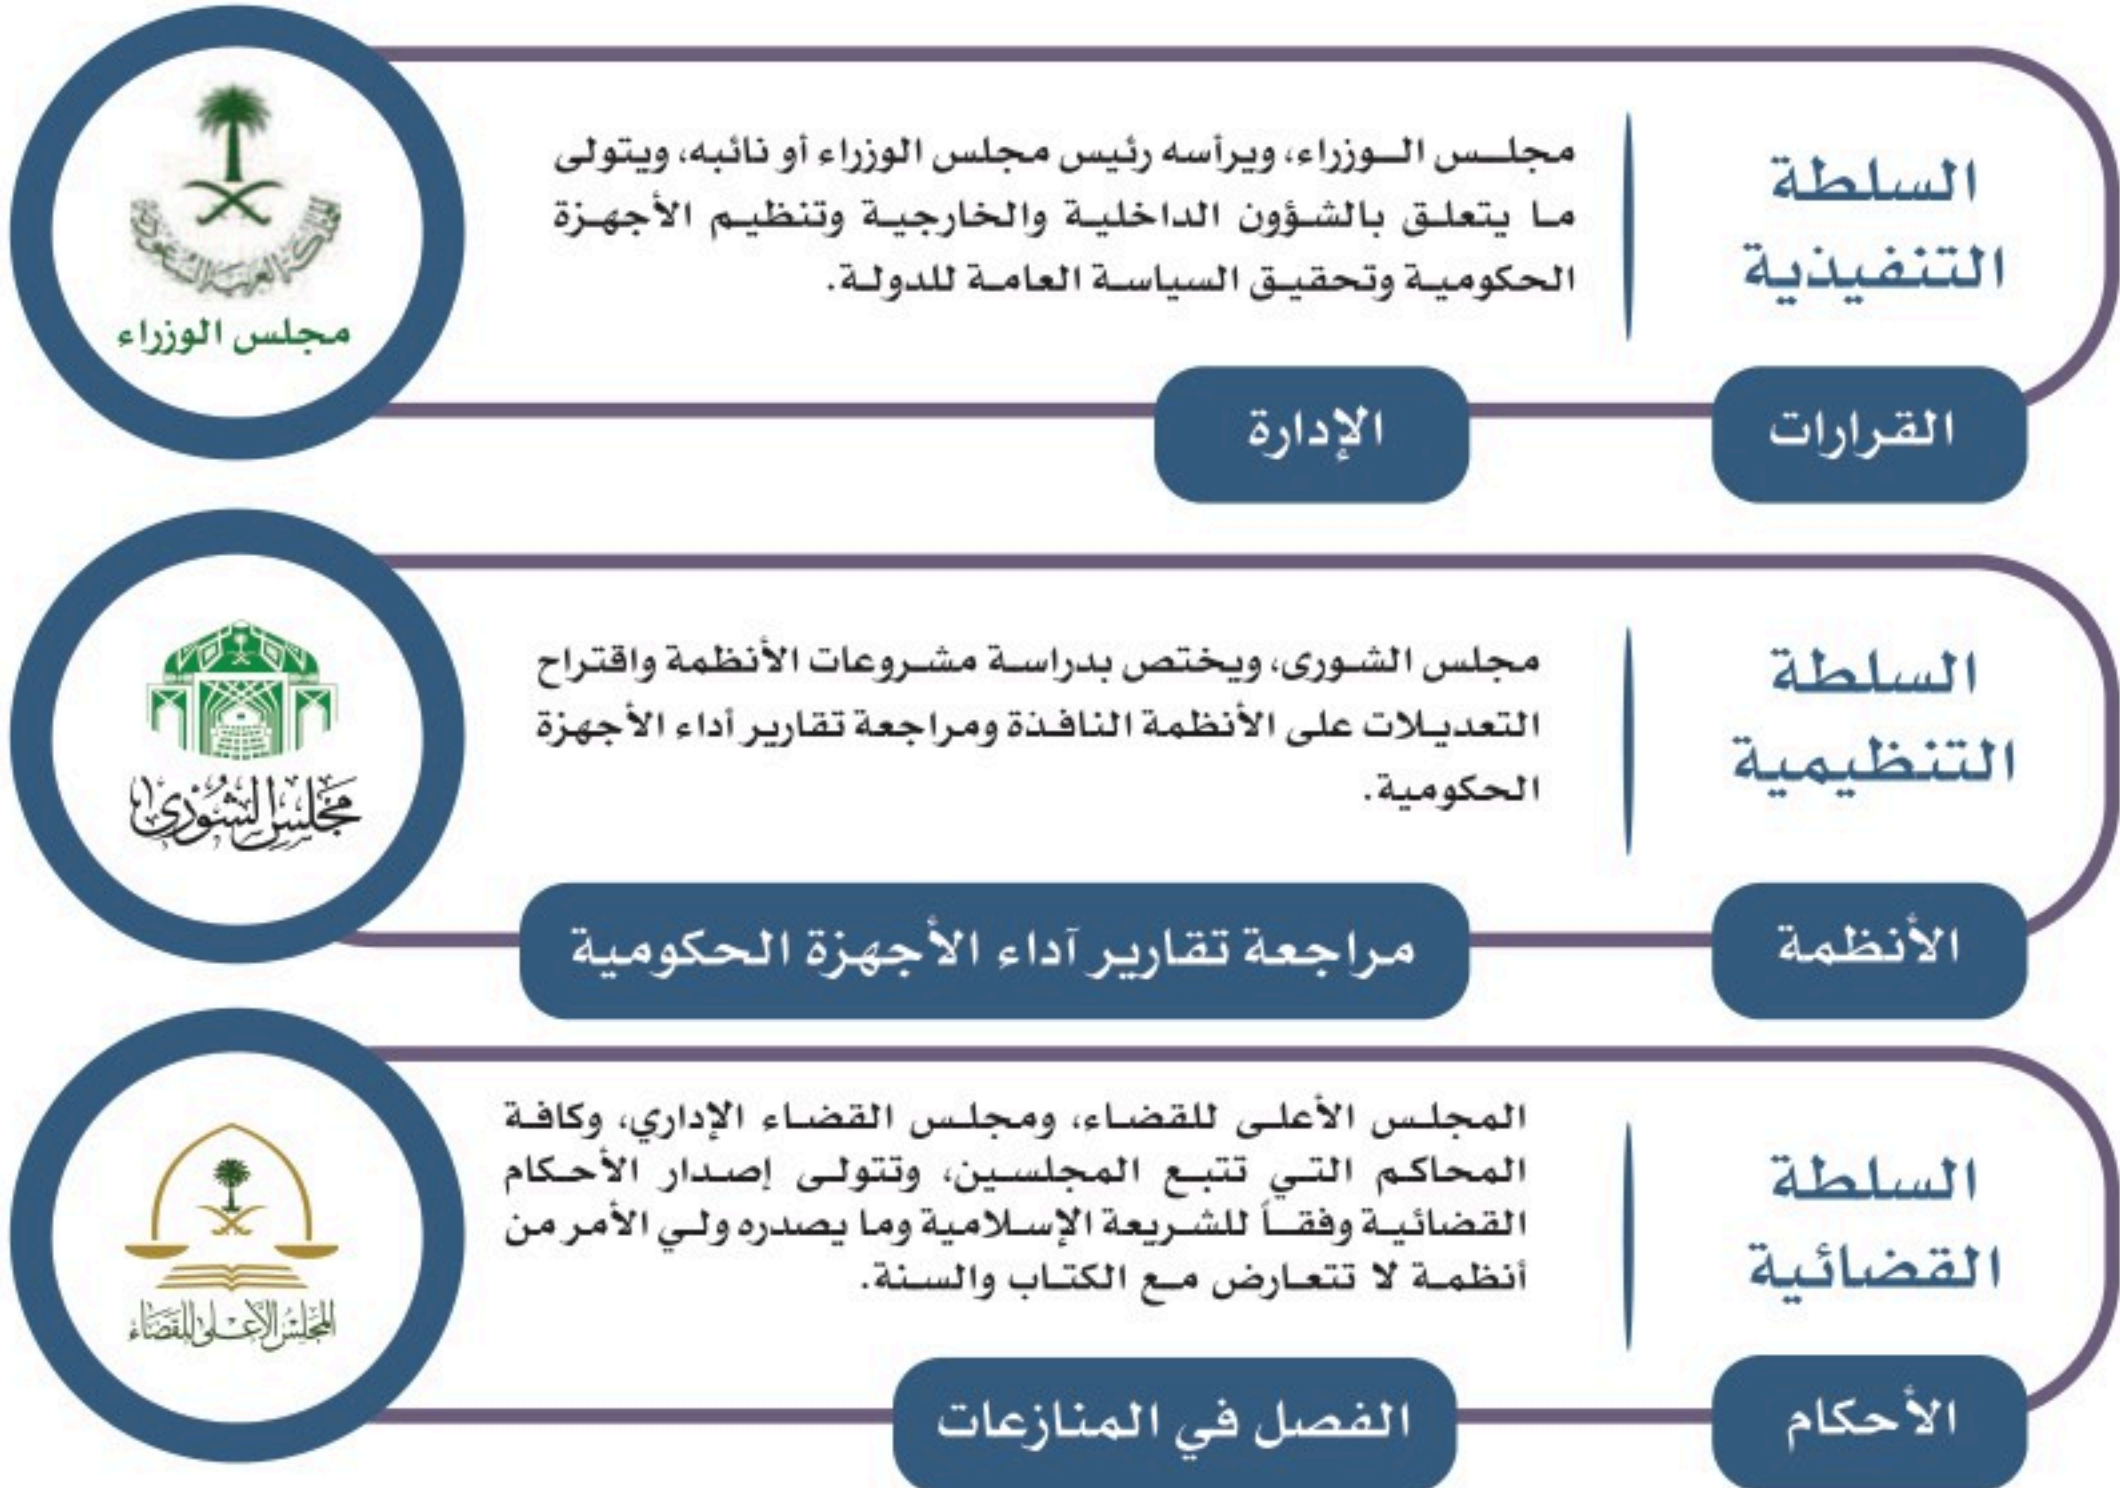 السلطة
التنفيذية
مجلس الوزراء، ويرأسه رئيس مجلس الوزراء أو نائبه، ويتولى
ما يتعلق بالشؤون الداخلية والخارجية وتنظيم الأجهزة
الحكومية وتحقيق السياسة العامة للدولة.
المملكة العربية السعودية
مجلس الوزراء
القرارات
الإدارة
السلطة
التنظيمية
مجلس الشورى، ويختص بدراسة مشروعات الأنظمة واقتراح
التعديلات على الأنظمة النافذة ومراجعة تقارير أداء الأجهزة
الحكومية.
مجلس الشورى
الأنظمة
مراجعة تقارير آداء الأجهزة الحكومية
السلطة
القضائية
المجلس الأعلى للقضاء، ومجلس القضاء الإداري، وكافة
المحاكم التي تتبع المجلسين، وتتولى إصدار الأحكام
القضائية وفقاً للشريعة الإسلامية وما يصدره ولي الأمر من
أنظمة لا تتعارض مع الكتاب والسنة.
المجلس الأعلى للقضاء
الأحكام
الفصل في المنازعات